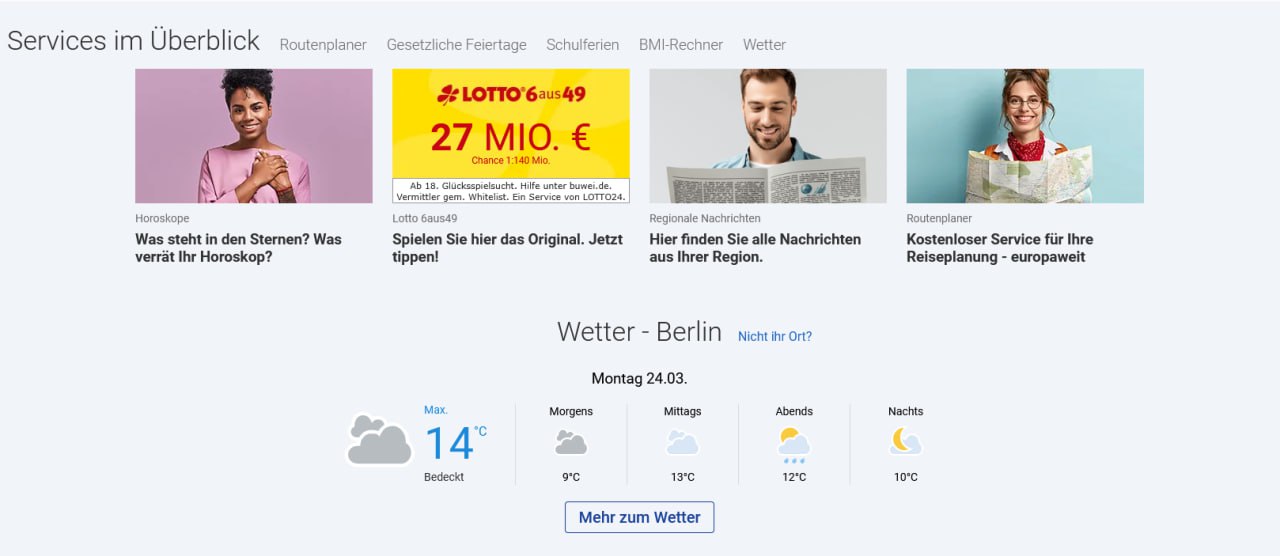 Services im Überblick
Routenplaner
Gesetzliche Feiertage
Schulferien
BMI-Rechner
Wetter
LOTTO® 6aus49
27 MIO. €
Chance 1:140 Mio.
Ab 18. Glücksspielsucht. Hilfe unter buwei.de.
Vermittler gem. Whitelist. Ein Service von LOTTO24.
Horoskope
Was steht in den Sternen? Was
verrät Ihr Horoskop?
Lotto 6aus49
Spielen Sie hier das Original. Jetzt
tippen!
Regionale Nachrichten
Hier finden Sie alle Nachrichten
aus Ihrer Region.
Routenplaner
Kostenloser Service für Ihre
Reiseplanung - europaweit
Wetter - Berlin
Nicht ihr Ort?
Montag 24.03.
Max.
14 °C
Bedeckt
Morgens
9°C
Mittags
13°C
Abends
12°C
Nachts
10°C
Mehr zum Wetter